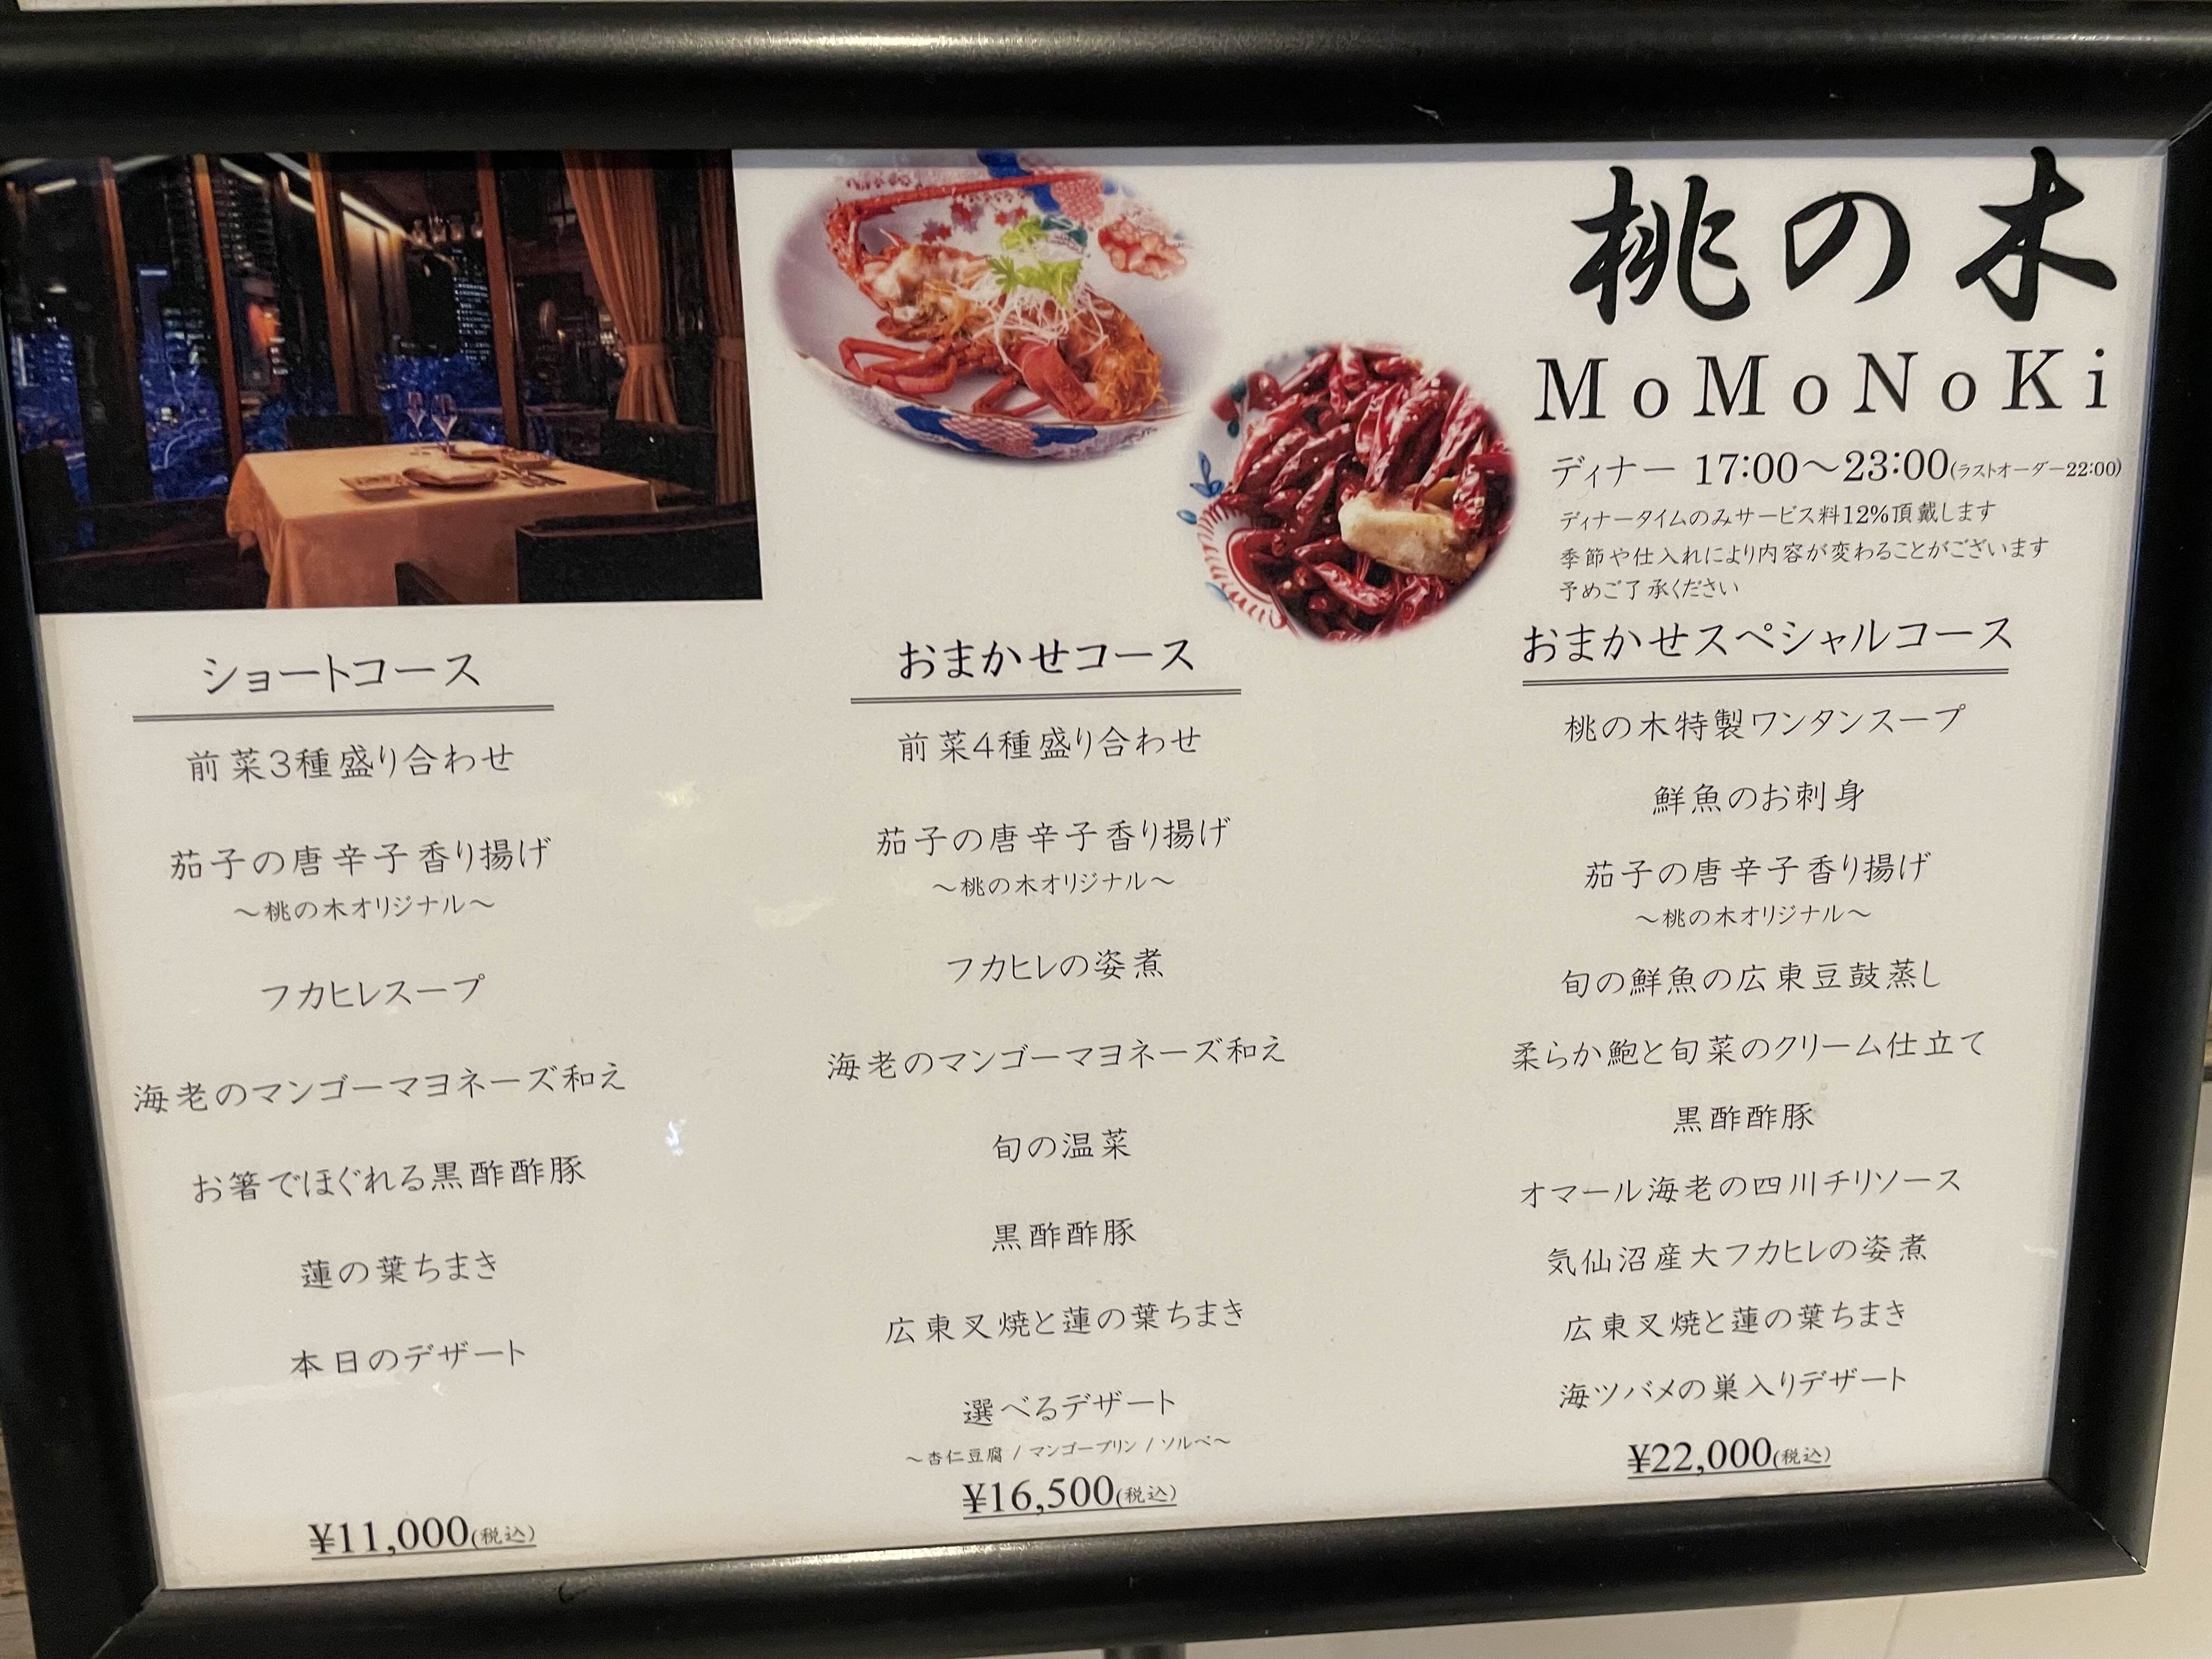 桃の木
MoMoNoKi
ディナー 17:00～23:00(ラストオーダー22:00)
ディナータイムのみサービス料12%頂戴します
季節や仕入れにより内容が変わることがございます
予めご了承ください
ショートコース
前菜3種盛り合わせ
茄子の唐辛子香り揚げ
～桃の木オリジナル～
フカヒレスープ
海老のマンゴーマヨネーズ和え
お箸でほぐれる黒酢酢豚
蓮の葉ちまき
本日のデザート
¥11,000(税込)
おまかせコース
前菜4種盛り合わせ
茄子の唐辛子香り揚げ
～桃の木オリジナル～
フカヒレの姿煮
海老のマンゴーマヨネーズ和え
旬の温菜
黒酢酢豚
広東叉焼と蓮の葉ちまき
選べるデザート
～杏仁豆腐 / マンゴープリン / ソルベ～
¥16,500(税込)
おまかせスペシャルコース
桃の木特製ワンタンスープ
鮮魚のお刺身
茄子の唐辛子香り揚げ
～桃の木オリジナル～
旬の鮮魚の広東豆鼓蒸し
柔らか鮑と旬菜のクリーム仕立て
黒酢酢豚
オマール海老の四川チリソース
気仙沼産大フカヒレの姿煮
広東叉焼と蓮の葉ちまき
海ツバメの巣入りデザート
¥22,000(税込)